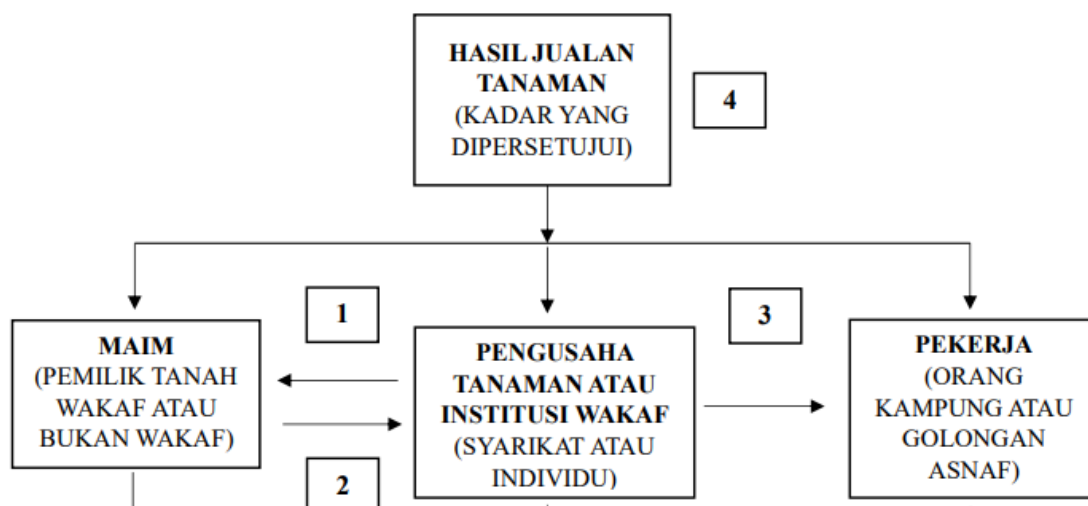 HASIL JUALAN
TANAMAN
(KADAR YANG
DIPERSETUJUI)
4
1
3
MAIM
(PEMILIK TANAH
WAKAF ATAU
BUKAN WAKAF)
PENGUSAHA
TANAMAN ATAU
INSTITUSI WAKAF
(SYARIKAT ATAU
INDIVIDU)
PEKERJA
(ORANG
KAMPUNG ATAU
GOLONGAN
ASNAF)
2